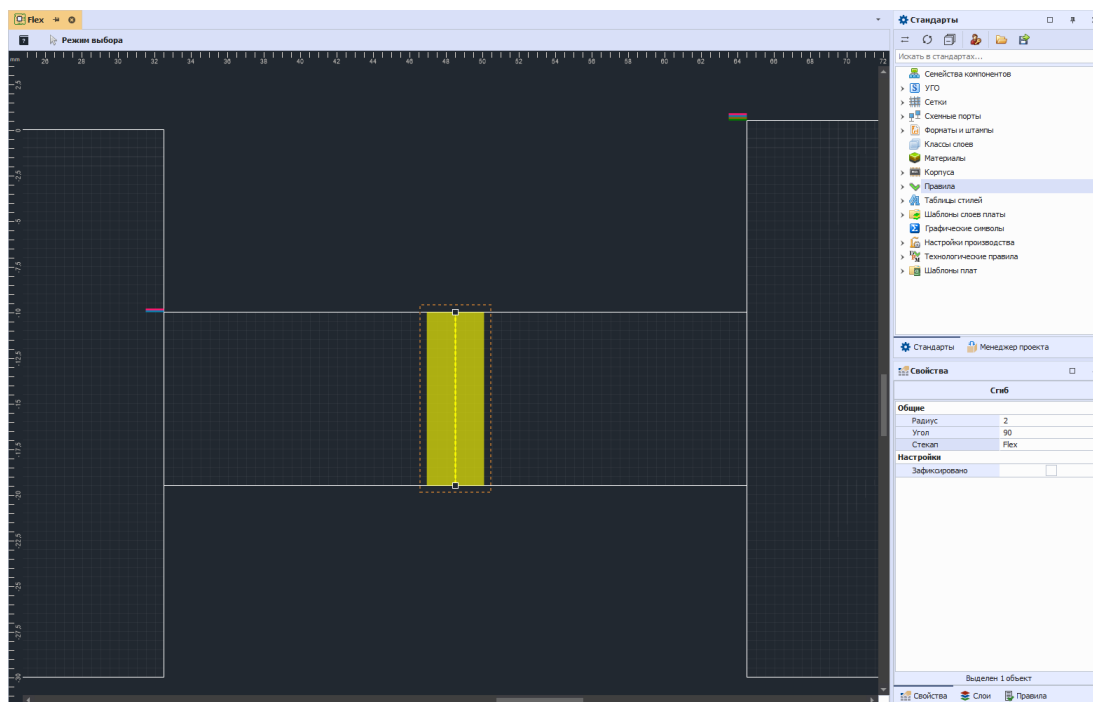 Flex
Стандарты
Режим выбора
mm
26 28 30 32 34 36 38 40 42 44 46 48 50 52 54 56 58 60 62 64 66 68 70 72
2,5
0
-2,5
-5
-7,5
-10
-12,5
-15
-17,5
-20
-22,5
-25
-27,5
-30
Искать в стандартах...
Семейства компонентов
УГО
Сетки
Схемные порты
Форматы и штампы
Классы слоев
Материалы
Корпуса
Правила
Таблицы стилей
Шаблоны слоев платы
Графические символы
Настройки производства
Технологические правила
Шаблоны плат
Стандарты Менеджер проекта
Свойства
Сгиб
Общие
Радиус 2
Угол 90
Стекап Flex
Настройки
Зафиксировано
Выделен 1 объект
Свойства Слои Правила